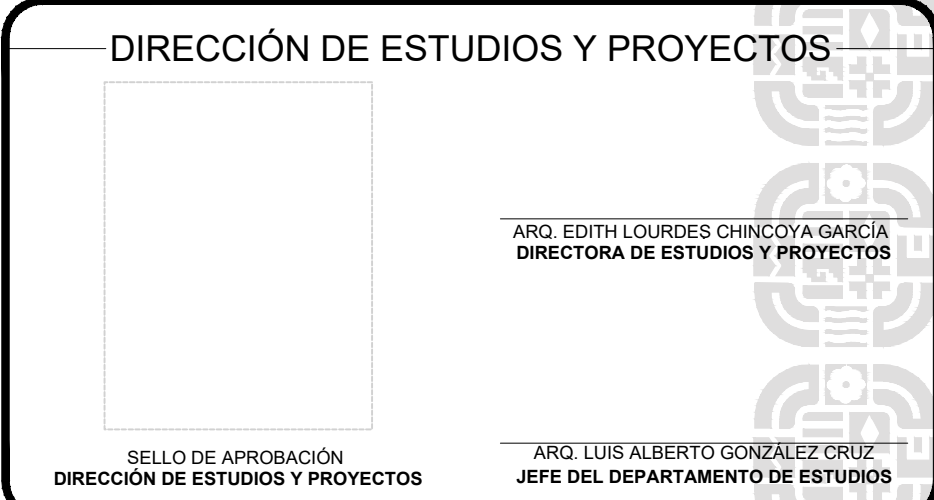 DIRECCIÓN DE ESTUDIOS Y PROYECTOS
ARQ. EDITH LOURDES CHINCOYA GARCÍA
DIRECTORA DE ESTUDIOS Y PROYECTOS
SELLO DE APROBACIÓN
DIRECCIÓN DE ESTUDIOS Y PROYECTOS
ARQ. LUIS ALBERTO GONZÁLEZ CRUZ
JEFE DEL DEPARTAMENTO DE ESTUDIOS